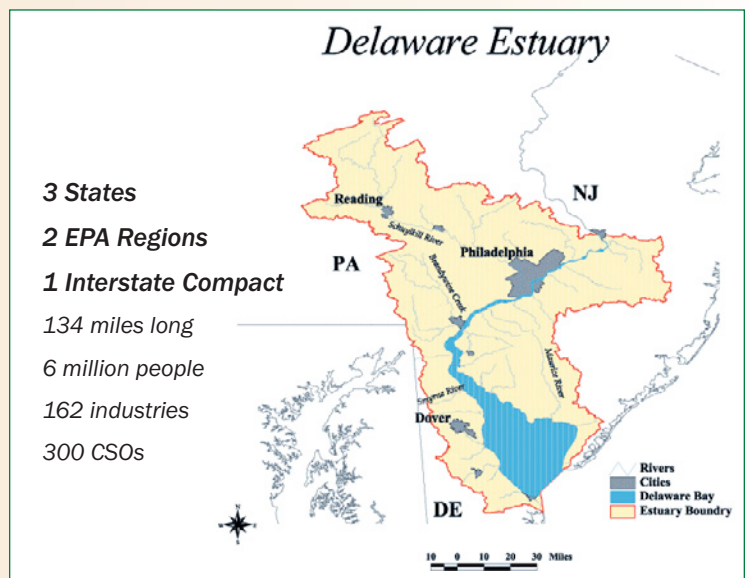 Delaware Estuary
3 States
2 EPA Regions
1 Interstate Compact
134 miles long
6 million people
162 industries
300 CSOs
NJ
Reading
Schuylkill River
Philadelphia
PA
Brandywine Creek
Maurice River
Smyrna River
Dover
DE
Rivers
Cities
Delaware Bay
Estuary Boundry
10 0 10 20 30 Miles